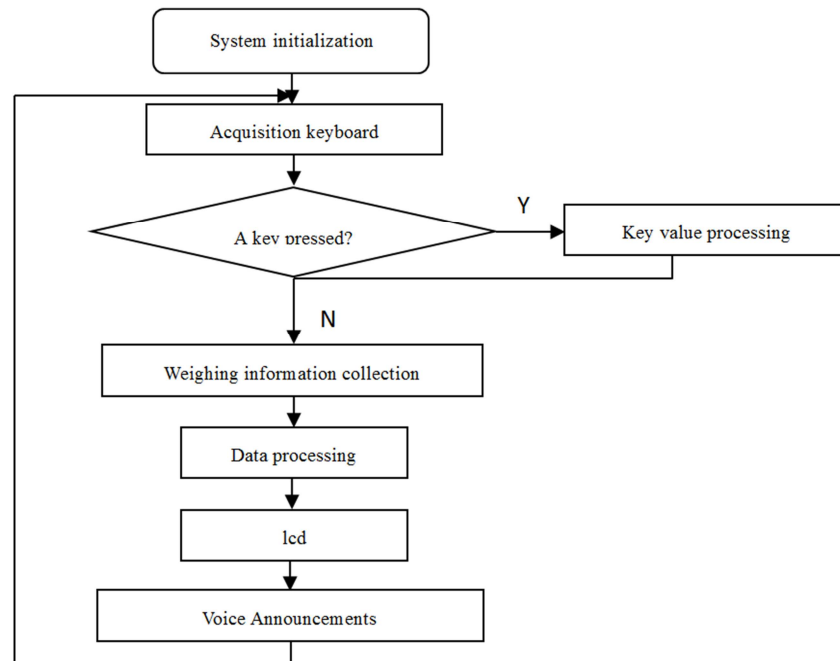 System initialization
Acquisition keyboard
A key pressed?
Y
Key value processing
N
Weighing information collection
Data processing
lcd
Voice Announcements